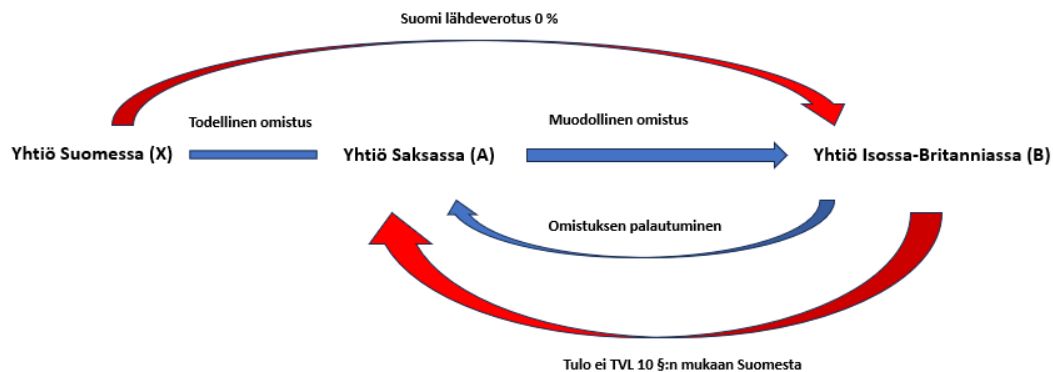 Suomi lähdeverotus 0 %
Todellinen omistus
Muodollinen omistus
Yhtiö Suomessa (X)
Yhtiö Saksassa (A)
Yhtiö Isossa-Britanniassa (B)
Omistuksen palautuminen
Tulo ei TVL 10 §:n mukaan Suomesta